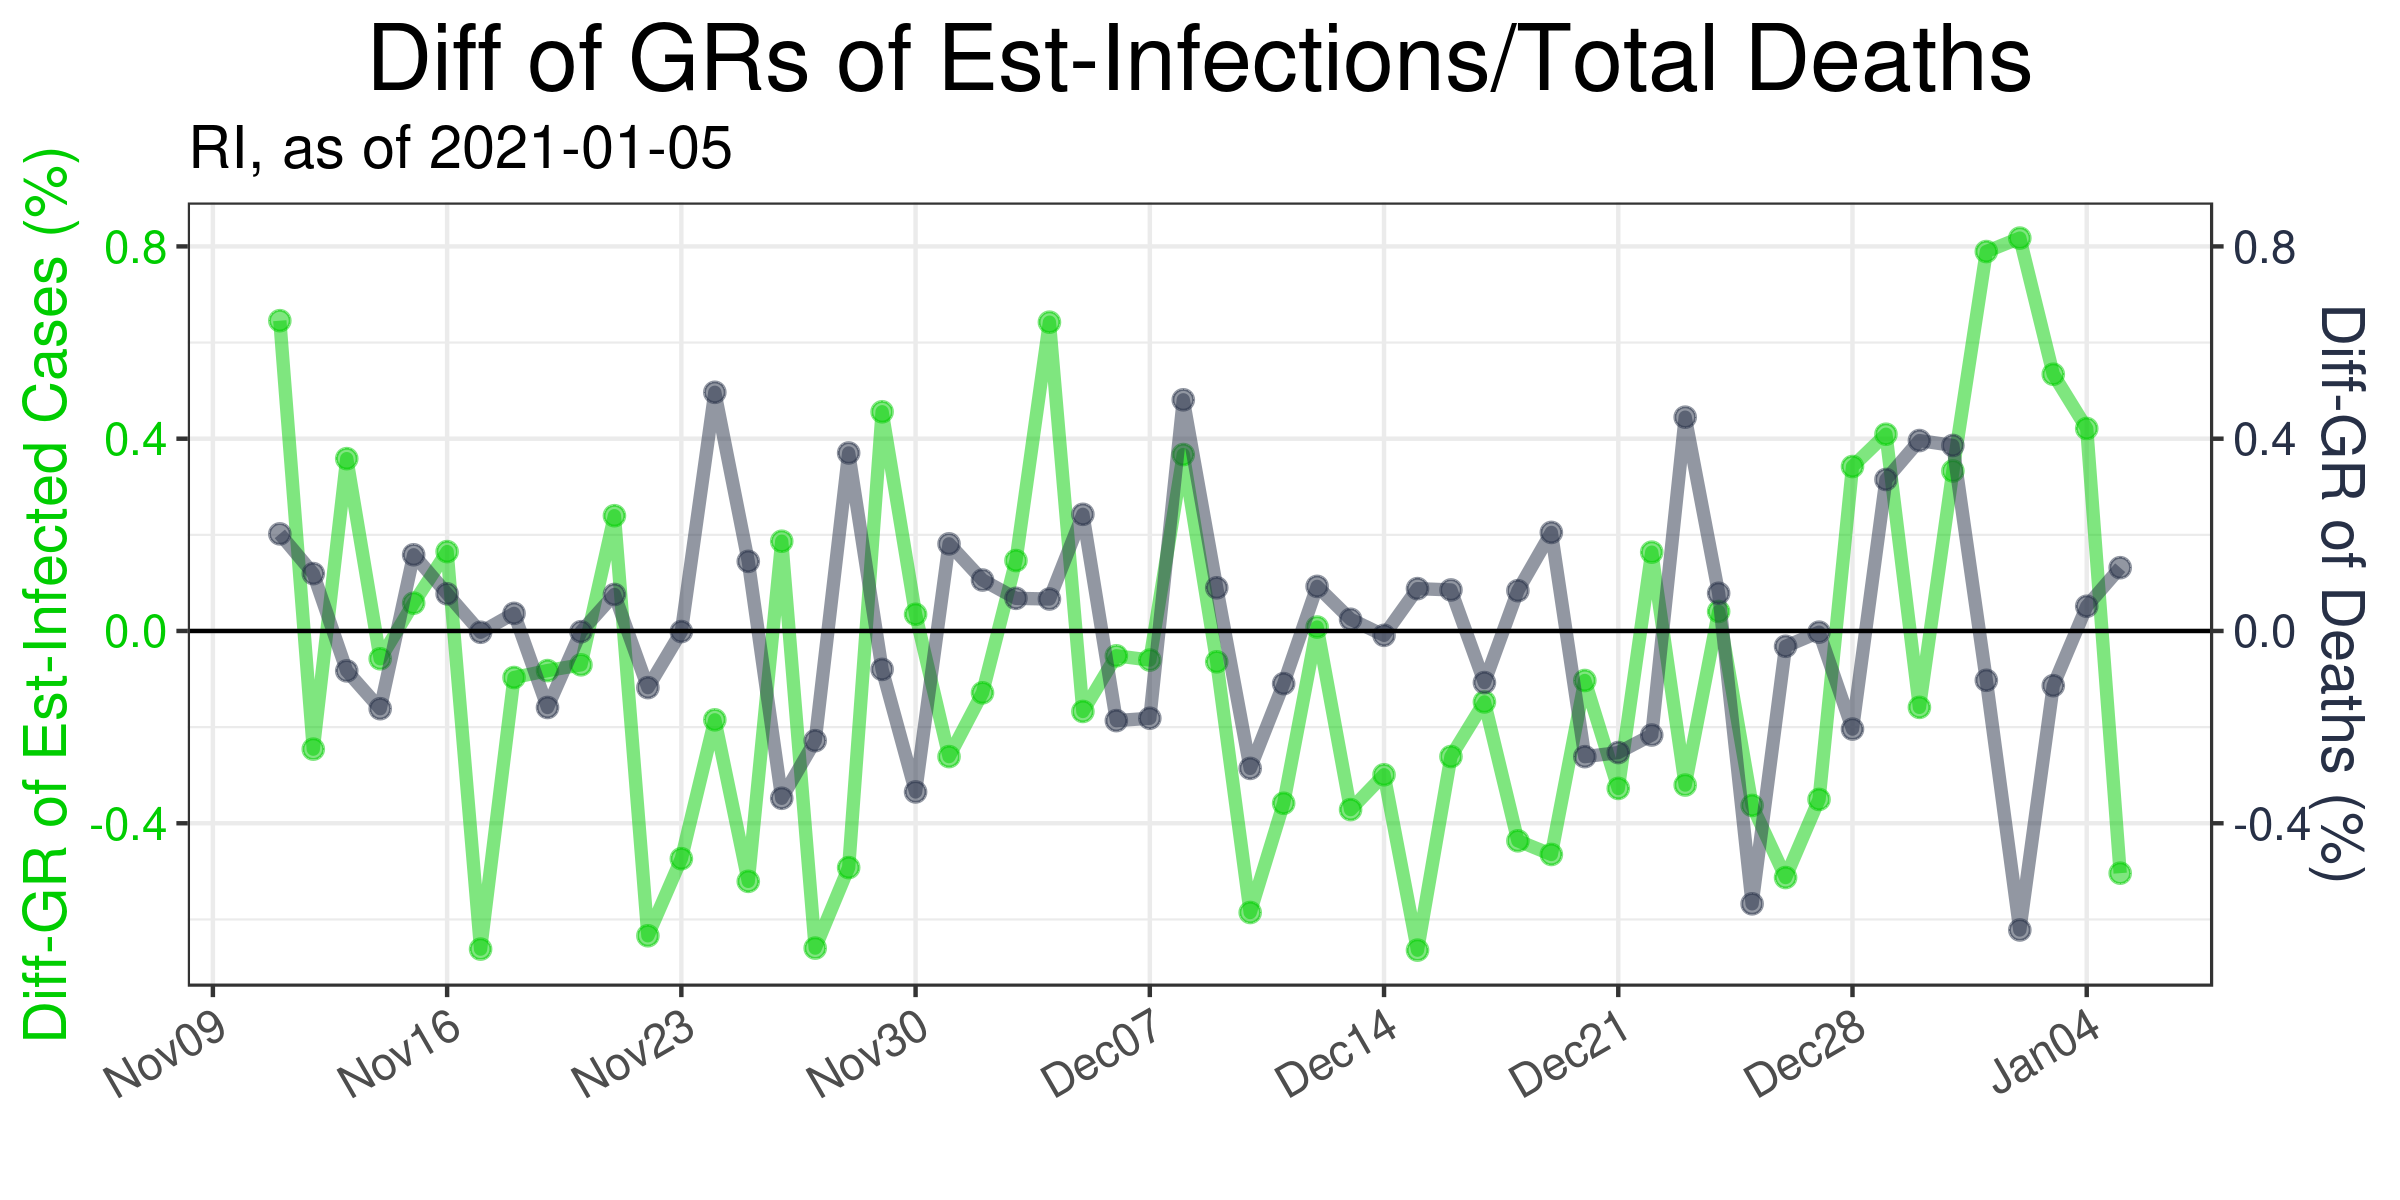 Diff of GRs of Est-Infections/Total Deaths
RI, as of 2021-01-05
Diff-GR of Est-Infected Cases (%)
0.8
0.4
0.0
-0.4
0.8
0.4
0.0
-0.4
Diff-GR of Deaths (%)
Nov09
Nov16
Nov23
Nov30
Dec07
Dec14
Dec21
Dec28
Jan04